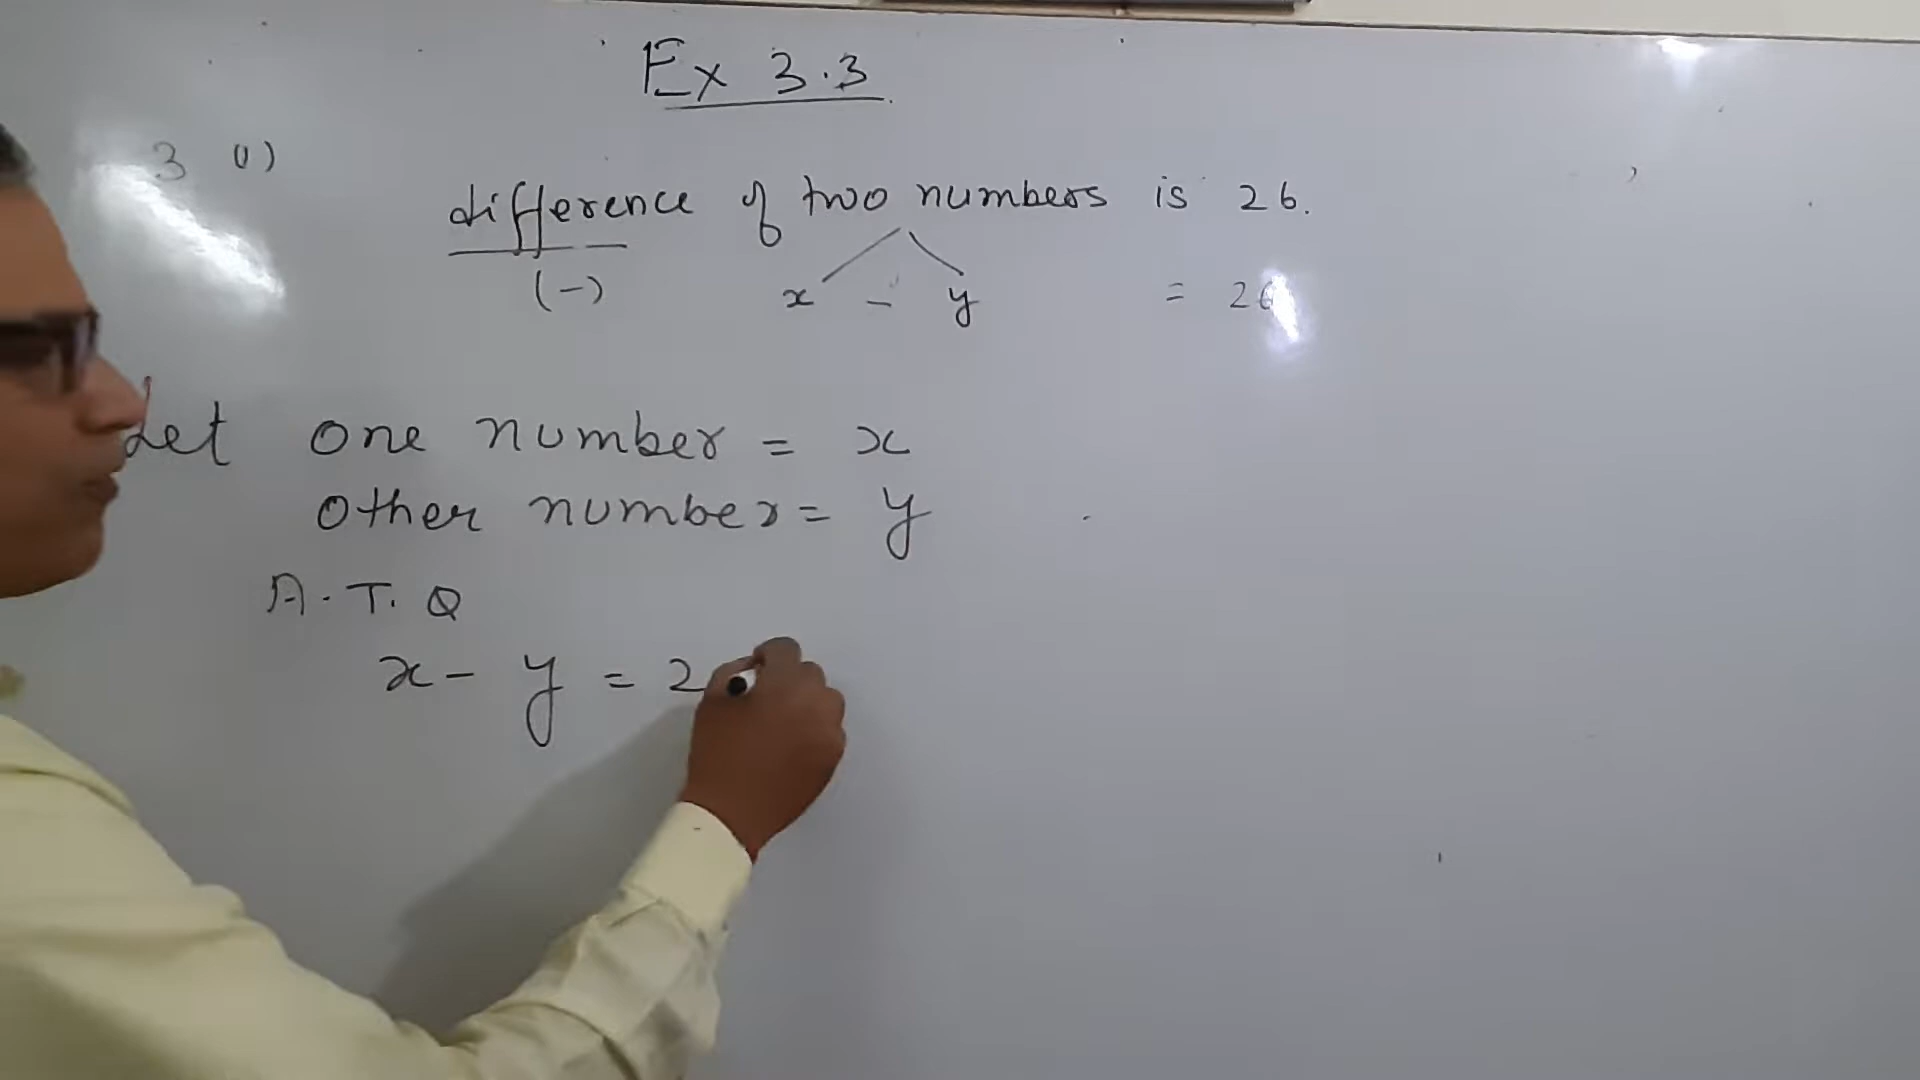 Ex 3.3
3 (i)
difference of two numbers is 26.
(-) x - y = 26
Let one number = x
other number = y
A.T.Q
x - y = 2